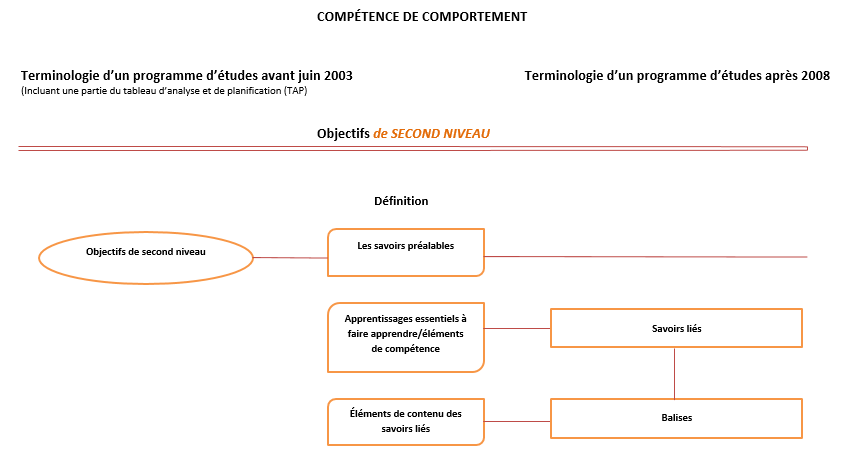 COMPÉTENCE DE COMPORTEMENT
Terminologie d’un programme d’études avant juin 2003
Terminologie d’un programme d’études après 2008
(Incluant une partie du tableau d’analyse et de planification (TAP)
Objectifs de SECOND NIVEAU
Définition
Objectifs de second niveau
Les savoirs préalables
Apprentissages essentiels à
faire apprendre/éléments
de compétence
Savoirs liés
Éléments de contenu des
savoirs liés
Balises